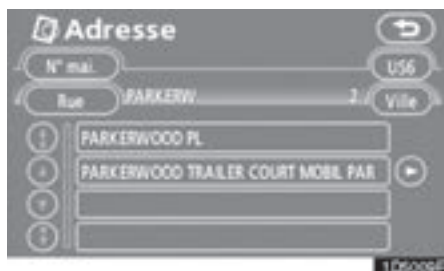 Adresse
N° mai. US6
Rue PARKERW 2 Ville
PARKERWOOD PL
PARKERWOOD TRAILER COURT MOBIL PAR